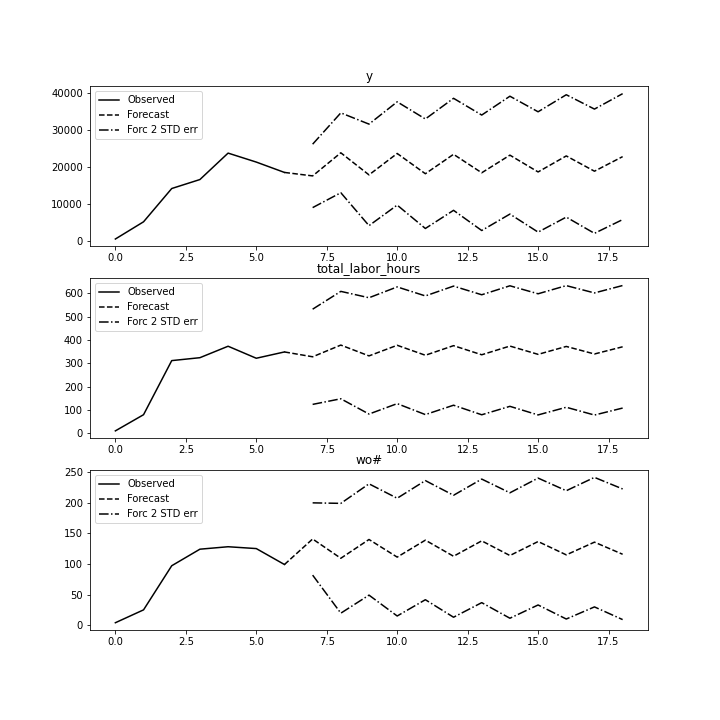 y
40000
30000
20000
10000
0
Observed
Forecast
Forc 2 STD err
0.0 2.5 5.0 7.5 10.0 12.5 15.0 17.5
total_labor_hours
600
500
400
300
200
100
0
Observed
Forecast
Forc 2 STD err
0.0 2.5 5.0 7.5 10.0 12.5 15.0 17.5
wo#
250
200
150
100
50
0
Observed
Forecast
Forc 2 STD err
0.0 2.5 5.0 7.5 10.0 12.5 15.0 17.5